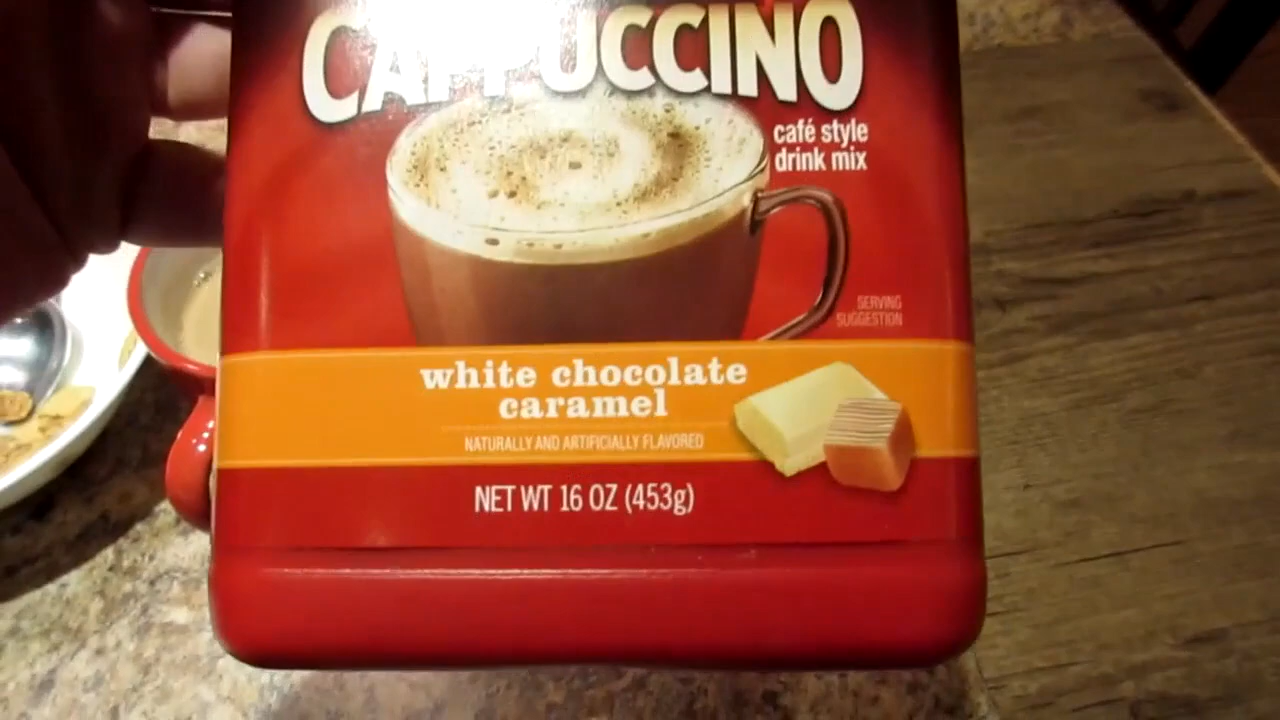 CAPPUCCINO
café style
drink mix
SERVING
SUGGESTION
white chocolate
caramel
NATURALLY AND ARTIFICIALLY FLAVORED
NET WT 16 OZ (453g)